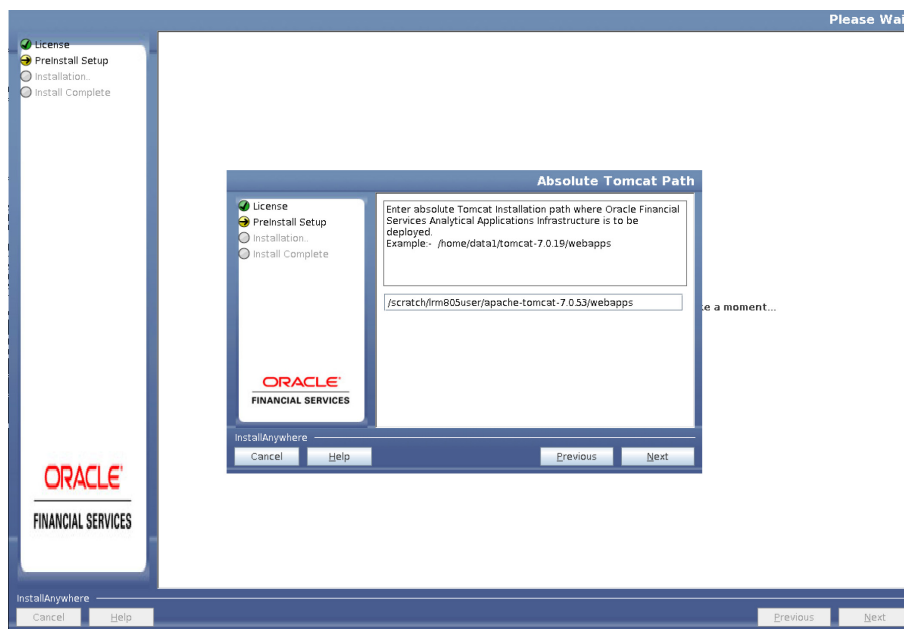 Please Wai
License
PreInstall Setup
Installation..
Install Complete
Absolute Tomcat Path
License
PreInstall Setup
Installation..
Install Complete
Enter absolute Tomcat Installation path where Oracle Financial
Services Analytical Applications Infrastructure is to be
deployed.
Example:- /home/data1/tomcat-7.0.19/webapps
/scratch/lrm805user/apache-tomcat-7.0.53/webapps
ke a moment...
ORACLE
FINANCIAL SERVICES
InstallAnywhere
Cancel Help Previous Next
ORACLE
FINANCIAL SERVICES
InstallAnywhere
Cancel Help Previous Next